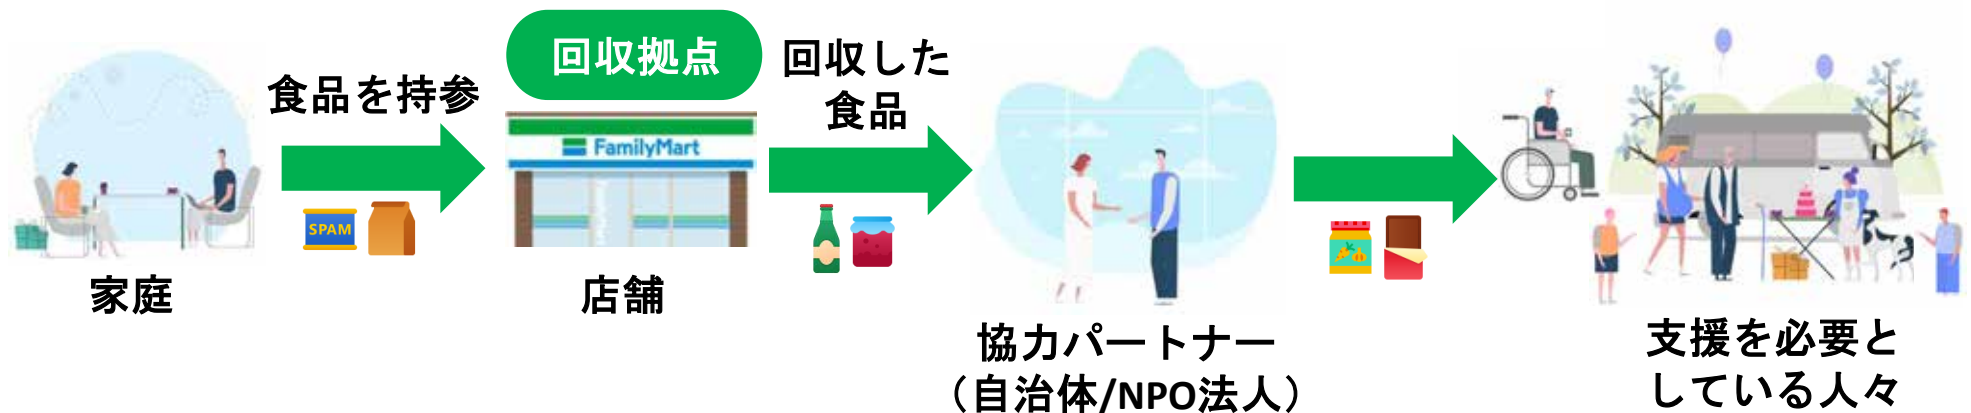 食品を持参
SPAM
家庭
回収拠点
FamilyMart
店舗
回収した
食品
協力パートナー
（自治体/NPO法人）
支援を必要と
している人々